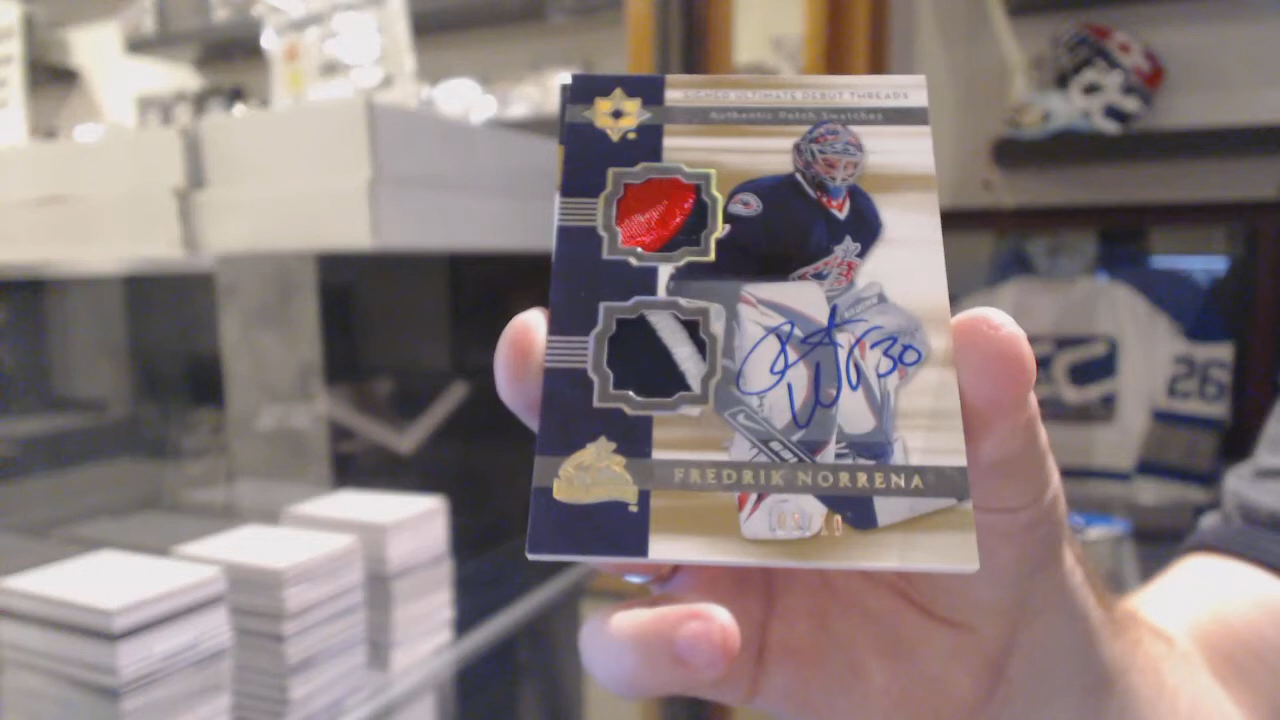 SIGNED ULTIMATE DEBUT THREADS
Authentic Patch Swatches
30
FREDRIK NORRENA
26